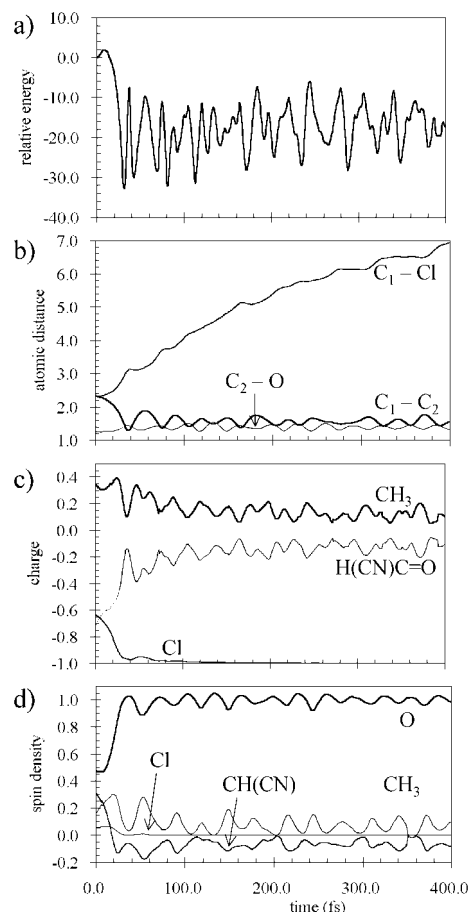 a)
10.0
0.0
-10.0
-20.0
-30.0
-40.0
relative energy
b)
7.0
6.0
5.0
4.0
3.0
2.0
1.0
atomic distance
C₁ – Cl
C₂ – O
C₁ – C₂
c)
0.4
0.2
0.0
-0.2
-0.4
-0.6
-0.8
-1.0
charge
CH₃
H(CN)C=O
Cl
d)
1.0
0.8
0.6
0.4
0.2
0.0
-0.2
spin density
O
Cl
CH(CN)
CH₃
0.0 100.0 200.0 300.0 400.0
time (fs)